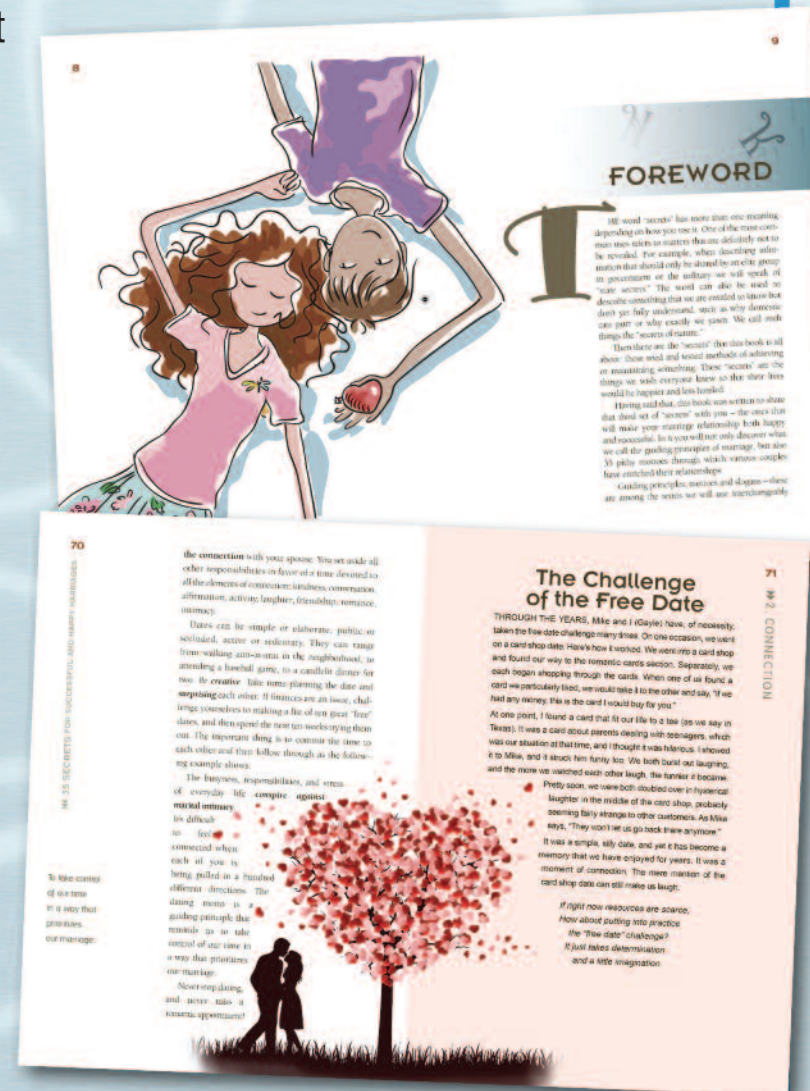 t
8
9
FOREWORD
THE word "secrets" has more than one meaning
depending on how you use it. One of the most com-
mon uses refers to matters that are definitely not to
be revealed. For example, when describing infor-
mation that should only be shared by an elite group
in government or the military we will speak of
"state secrets." The word can also be used to
describe something that we are entitled to know but
don't yet fully understand, such as why domestic
cats purr or why exactly we yawn. We call such
things the "secrets of nature."
Then there are the "secrets" that this book is all
about: those tried and tested methods of achieving
or maintaining something. These "secrets" are the
things we wish everyone knew so that their lives
would be happier and less
Having said that, this book was written to share
that third set of "secrets" with you – the ones that
will make your marriage relationship both happy
and successful. In it you will not only discover what
we call the guiding principles of marriage, but also
35 pithy mottoes through which various couples
have enriched their relationships.
Guiding principles, mottoes and slogans – these
are among the terms we will use interchangeably
70
35 SECRETS FOR SUCCESSFUL AND HAPPY MARRIAGES
the connection with your spouse. You set aside all
other responsibilities in favor of a time devoted to
all the elements of connection: kindness, conversation,
affirmation, activity, laughter, friendship, romance,
intimacy.
Dates can be simple or elaborate, public or
secluded, active or sedentary. They can range
from walking arm-in-arm in the neighborhood, to
attending a baseball game, to a candlelit dinner for
two. Be creative. Take turns planning the date and
surprising each other. If finances are an issue, chal-
lenge yourselves to making a list of ten great "free"
dates, and then spend the next ten weeks trying them
out. The important thing is to commit the time to
each other and then follow through as the follow-
ing example shows.
The busyness, responsibilities, and stress
of everyday life conspire against
marital intimacy.
It's difficult
to feel
connected when
each of you is
being pulled in a hundred
different directions. The
dating motto is a
guiding principle that
reminds us to take
control of our time in
a way that prioritizes
our marriage.
Never stop dating,
and never miss a
romantic appointment!
To take control
of our time
in a way that
prioritizes
our marriage.
71
2. CONNECTION
The Challenge
of the Free Date
THROUGH THE YEARS, Mike and I (Gayle) have, of necessity,
taken the free date challenge many times. On one occasion, we went
on a card shop date. Here's how it worked. We went into a card shop
and found our way to the romantic cards section. Separately, we
each began shopping through the cards. When one of us found a
card we particularly liked, we would take it to the other and say, "If we
had any money, this is the card I would buy for you."
At one point, I found a card that fit our life to a tee (as we say in
Texas). It was a card about parents dealing with teenagers, which
was our situation at that time, and I thought it was hilarious. I showed
it to Mike, and it struck him funny too. We both burst out laughing,
and the more we watched each other laugh, the funnier it became.
Pretty soon, we were both doubled over in hysterical
laughter in the middle of the card shop, probably
seeming fairly strange to other customers. As Mike
says, "They won't let us go back there anymore."
It was a simple, silly date, and yet it has become a
memory that we have enjoyed for years. It was a
moment of connection. The mere mention of the
card shop date can still make us laugh.
If right now resources are scarce,
How about putting into practice
the "free date" challenge?
It just takes determination
and a little imagination.